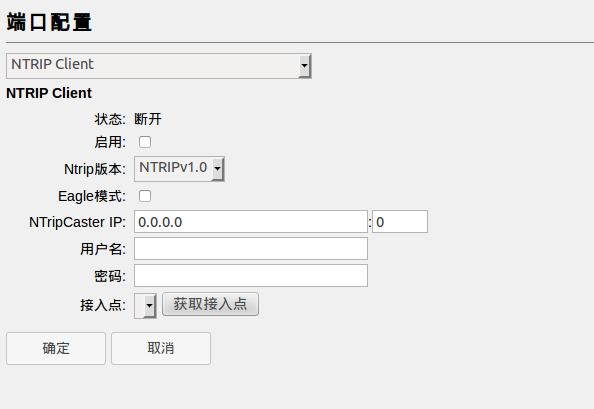 端口配置
NTRIP Client
NTRIP Client
状态: 断开
启用:
Ntrip版本: NTRIPv1.0
Eagle模式:
NTripCaster IP: 0.0.0.0 : 0
用户名:
密码:
接入点: 获取接入点
确定 取消